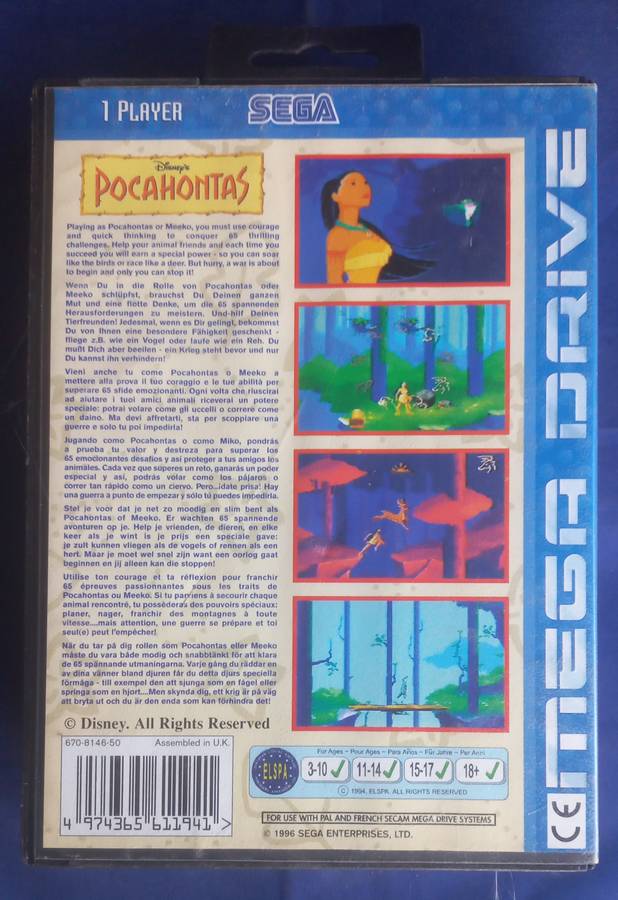 1 PLAYER
SEGA
Disney's
POCAHONTAS
Playing as Pocahontas or Meeko, you must use courage
and quick thinking to conquer 65 thrilling
challenges. Help your animal friends and each time you
succeed you will earn a special power - so you can soar
like the birds or race like a deer. But hurry, a war is about
to begin and only you can stop it!
Wenn Du in die Rolle von Pocahontas oder
Meeko schlüpfst, brauchst Du Deinen ganzen
Mut und eine flotte Denke, um die 65 spannenden
Herausforderungen zu meistern. Und-hilf Deinen
Tierfreunden! Jedesmal, wenn es Dir gelingt, bekommst
Du von Ihnen eine besondere Fähigkeit geschenkt -
fliege z.B. wie ein Vogel oder laufe wie ein Reh. Du
mußt Dich aber beeilen - ein Krieg steht bevor und nur
Du kannst ihn verhindern!
Vieni anche tu come Pocahontas o Meeko a
mettere alla prova il tuo coraggio e le tue abilità per
superare 65 sfide emozionanti. Ogni volta che riuscirai
ad aiutare i tuoi amici animali riceverai un potere
speciale: potrai volare come gli uccelli o correre come
un daino. Ma devi affretarti, sta per scoppiare una
guerre e solo tu poi impedirla!
Jugando como Pocahontas o como Miko, pondrás
a prueba tu valor y destreza para superar los
65 emocionantes desafíos y así proteger a tus amigos los
animales. Cada vez que superes un reto, ganarás un poder
especial y así, podrás volar como los pájaros o
correr tan rápido como un ciervo. Pero...¡date prisa! Hay
una guerra a punto de empezar y sólo tú puedes impedirla.
Stel je voor dat je net zo moedig en slim bent als
Pocahontas of Meeko. Er wachten 65 spannende
avonturen op je. Help je vrienden, de dieren, en elke
keer als je wint is je prijs een speciale gave:
je zult kunnen vliegen als de vogels of rennen als een
hert. Maar je moet wel snel zijn want een oorlog gaat
beginnen en jij alleen kan die stoppen!
Utilise ton courage et ta réflexion pour franchir
65 épreuves passionnantes sous les traits de
Pocahontas ou Meeko. Si tu parviens à secourir chaque
animal rencontré, tu possèderas des pouvoirs spéciaux:
planer, nager, franchir des montagnes à toute
vitesse....mais attention, une guerre se prépare et toi
seul(e) peut l'empêcher!
När du tar på dig rollen som Pocahontas eller Meeko
måste du vara både modig och snabbtänkt för att klara
de 65 spännande utmaningarna. Varje gång du räddar en
av dina vänner bland djuren får du detta djurs speciella
förmåga - till exempel den att sjunga som en fågel eller
springa som en hjort....Men skynda dig, ett krig är på väg
att bryta ut och du är den enda som kan förhindra det!
© Disney. All Rights Reserved
670-8146-50 Assembled in U.K.
4 974365 611941 >
ELSPA
For Ages - Pour Ages - Para Años - Für Jahre - Per Anni
3-10 11-14 15-17 18+
© 1994. ELSPA. ALL RIGHTS RESERVED
FOR USE WITH PAL AND FRENCH SECAM MEGA DRIVE SYSTEMS
© 1996 SEGA ENTERPRISES, LTD.
MEGA DRIVE
CE